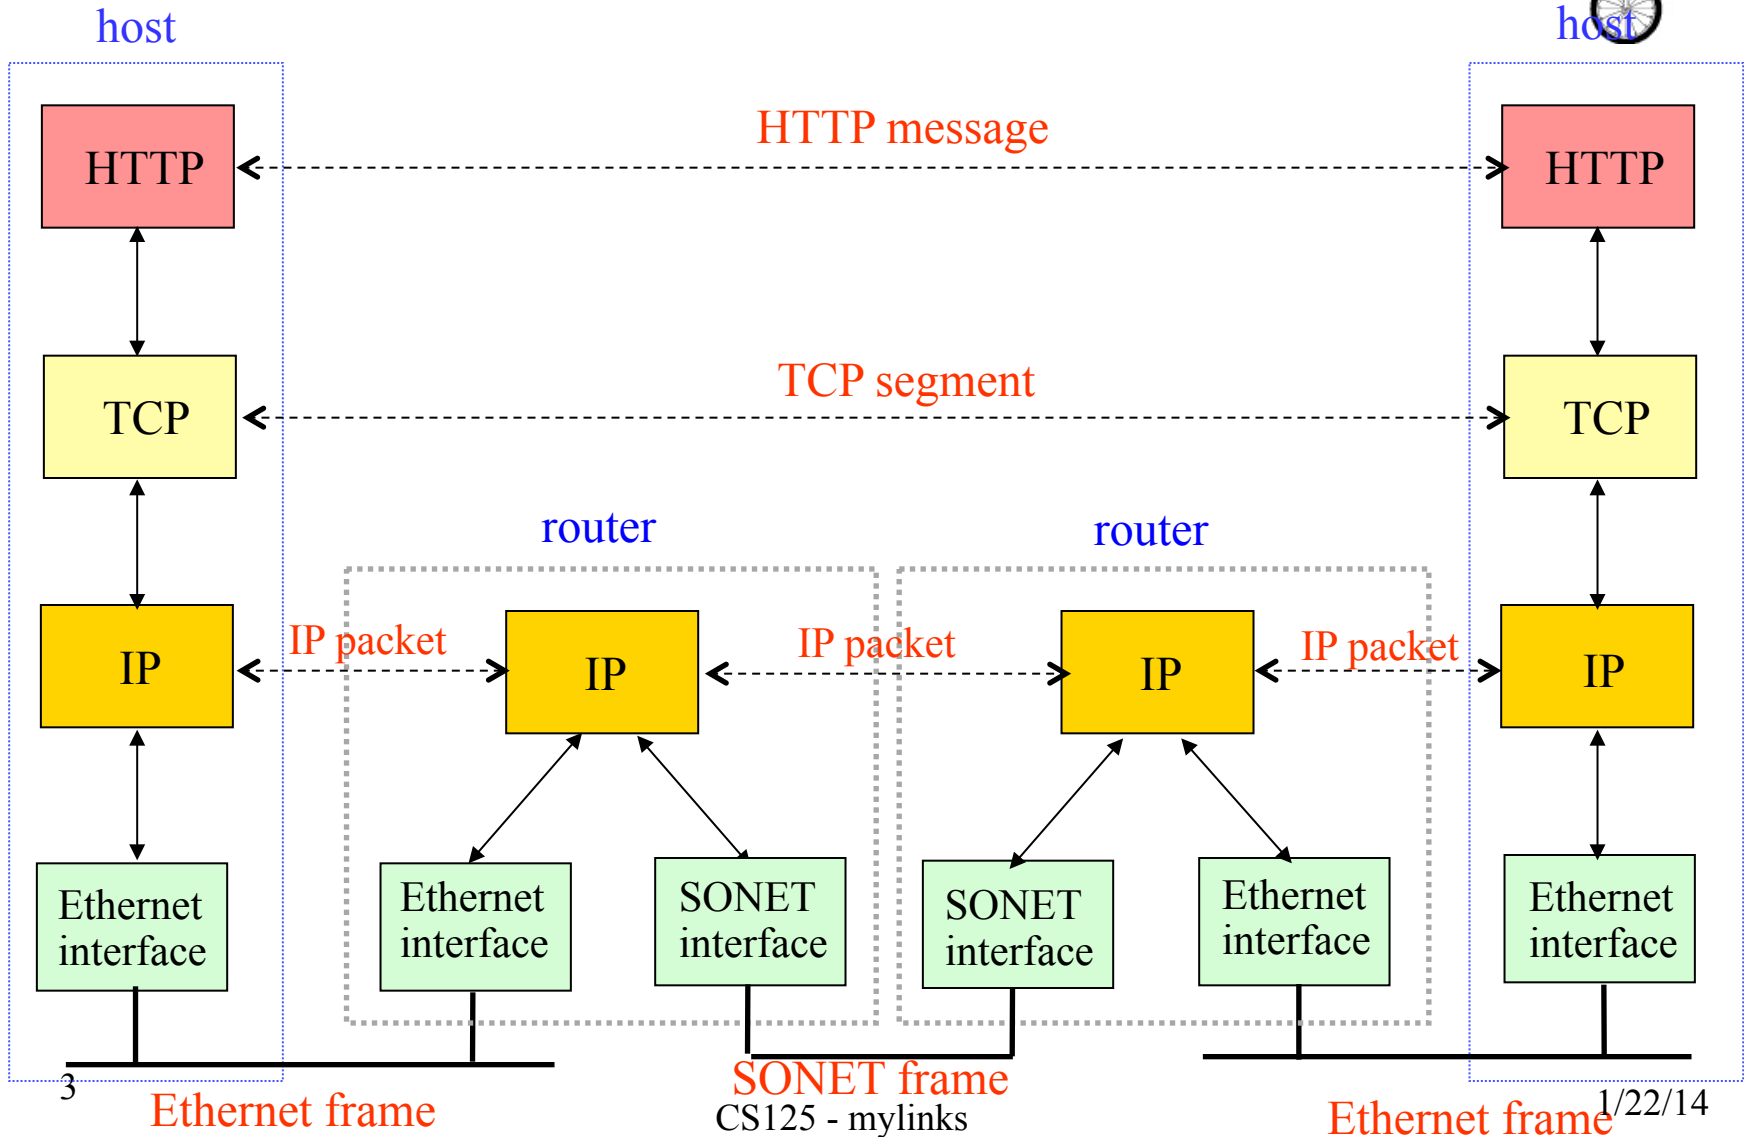 host
host
HTTP
HTTP message
HTTP
TCP
TCP segment
TCP
router
router
IP
IP packet
IP
IP packet
IP
IP packet
IP
Ethernet
interface
Ethernet
interface
SONET
interface
SONET
interface
Ethernet
interface
Ethernet
interface
3
Ethernet frame
SONET frame
CS125 - mylinks
Ethernet frame
1/22/14